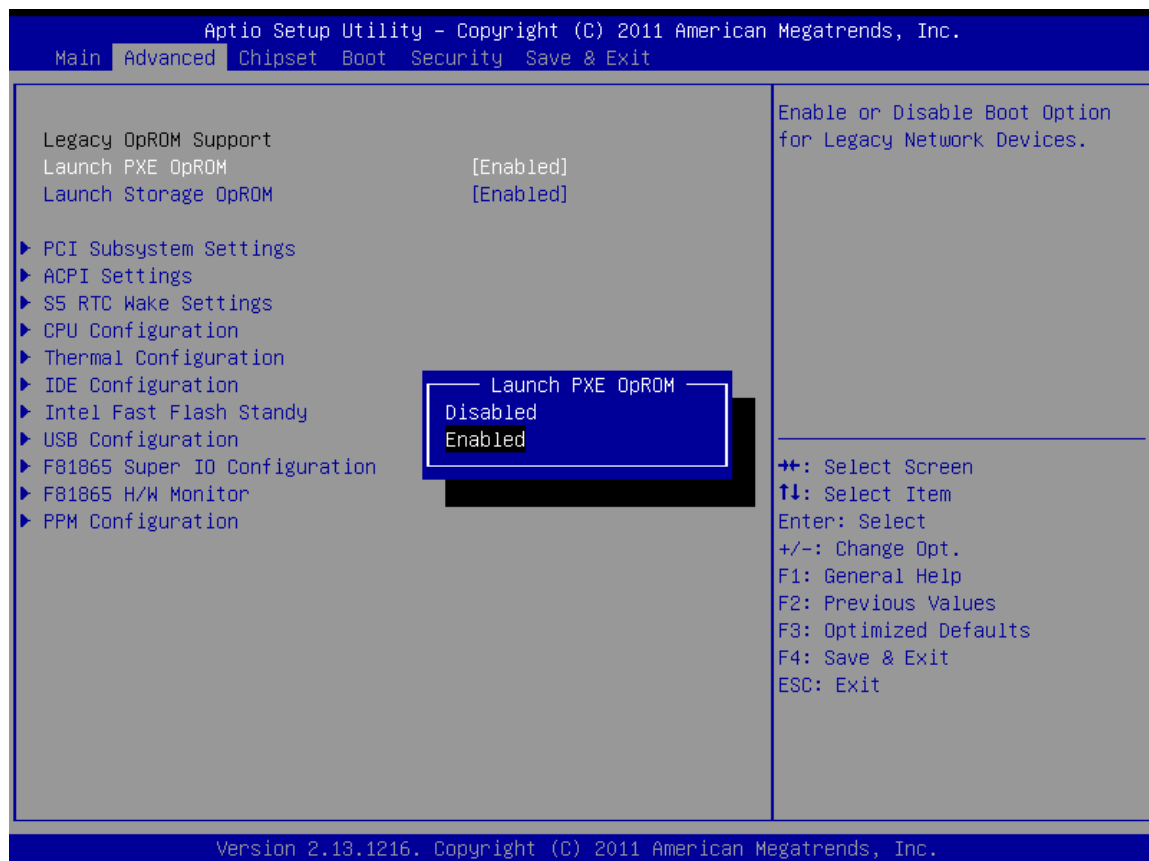 Aptio Setup Utility – Copyright (C) 2011 American Megatrends, Inc.
Main Advanced Chipset Boot Security Save & Exit
Legacy OpROM Support
Launch PXE OpROM [Enabled]
Launch Storage OpROM [Enabled]
PCI Subsystem Settings
ACPI Settings
S5 RTC Wake Settings
CPU Configuration
Thermal Configuration
IDE Configuration
Intel Fast Flash Standy
USB Configuration
F81865 Super IO Configuration
F81865 H/W Monitor
PPM Configuration
Launch PXE OpROM
Disabled
Enabled
Enable or Disable Boot Option
for Legacy Network Devices.
→←: Select Screen
↑↓: Select Item
Enter: Select
+/-: Change Opt.
F1: General Help
F2: Previous Values
F3: Optimized Defaults
F4: Save & Exit
ESC: Exit
Version 2.13.1216. Copyright (C) 2011 American Megatrends, Inc.